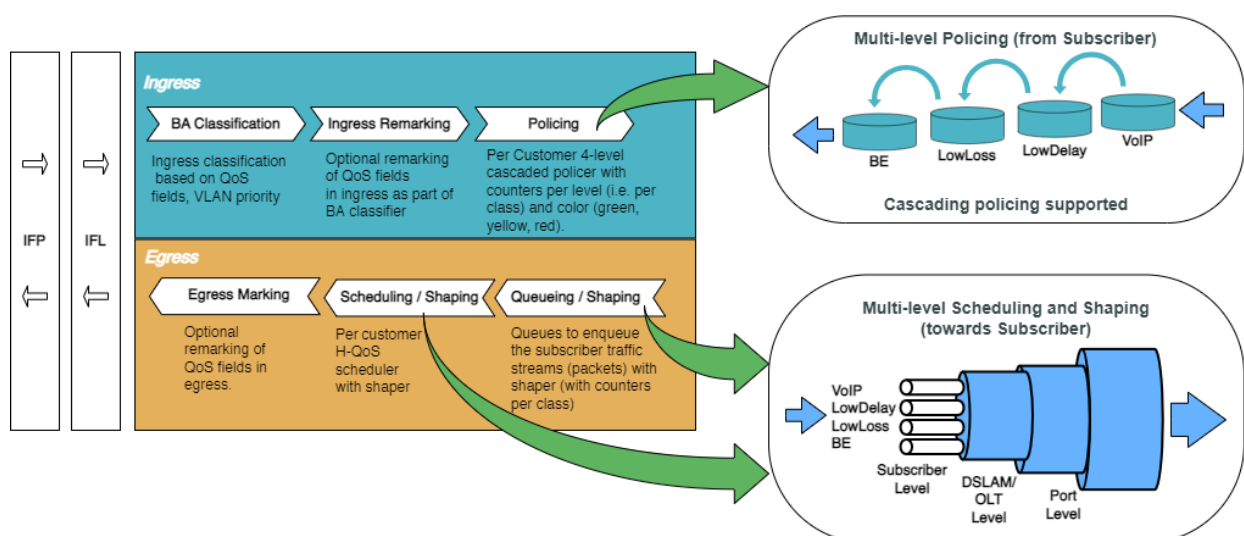 IFP
IFL
Ingress
BA Classification
Ingress Remarking
Policing
Ingress classification
based on QoS
fields, VLAN priority
Optional remarking
of QoS fields
in ingress as part of
BA classifier
Per Customer 4-level
cascaded policer with
counters per level (i.e. per
class) and color (green,
yellow, red).
Egress
Egress Marking
Scheduling / Shaping
Queueing / Shaping
Optional
remarking of
QoS fields in
egress.
Per customer
H-QoS
scheduler
with shaper
Queues to enqueue
the subscriber traffic
streams (packets) with
shaper (with counters
per class)
Multi-level Policing (from Subscriber)
BE
LowLoss
LowDelay
VoIP
Cascading policing supported
Multi-level Scheduling and Shaping
(towards Subscriber)
VoIP
LowDelay
LowLoss
BE
Subscriber
Level
DSLAM/
OLT
Level
Port
Level